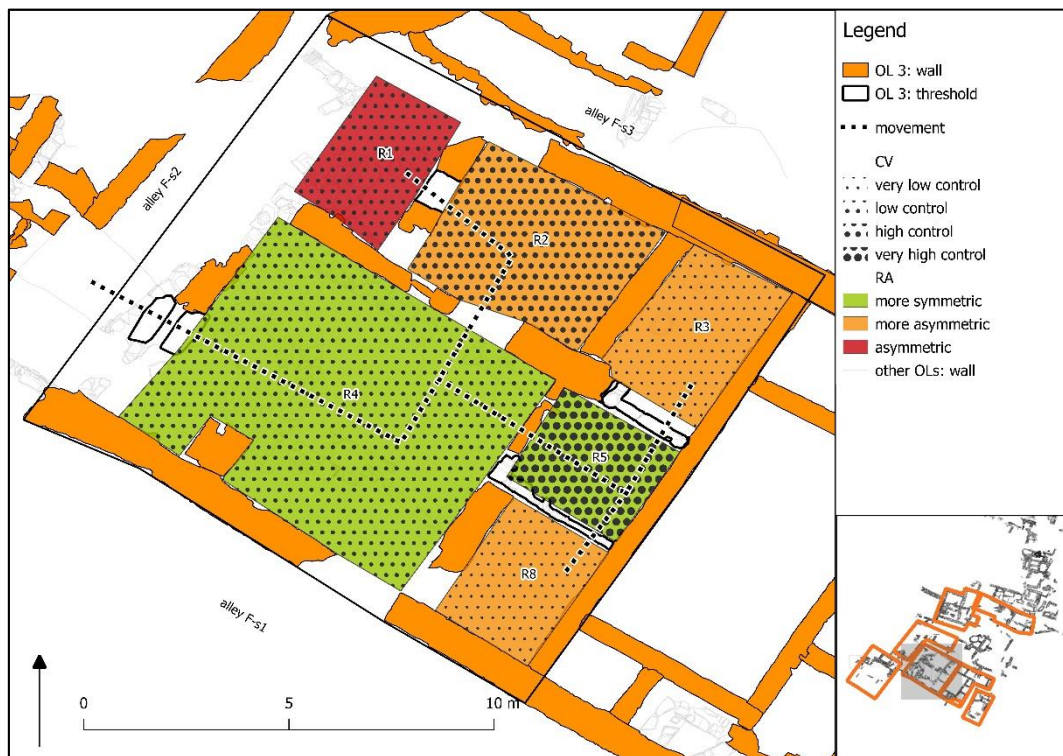 alley F-s3
alley F-s2
R1
R2
R3
R4
R5
R8
alley F-s1
0 5 10 m
Legend
OL 3: wall
OL 3: threshold
movement
CV
very low control
low control
high control
very high control
RA
more symmetric
more asymmetric
asymmetric
other OLs: wall